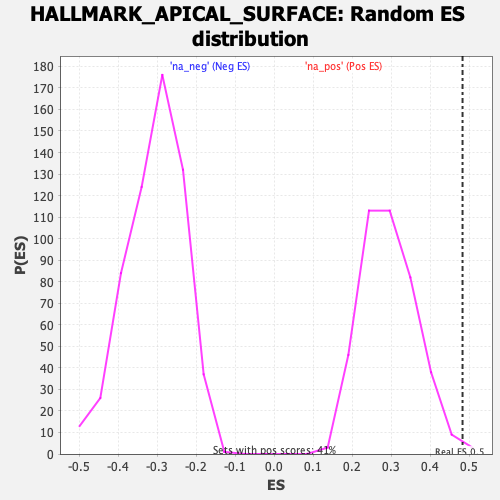 HALLMARK_APICAL_SURFACE: Random ES
distribution
'na_neg' (Neg ES)
'na_pos' (Pos ES)
180
170
160
150
140
130
120
110
100
90
80
70
60
50
40
30
20
10
0
P(ES)
Sets with pos scores: 41%
Real ES 0.5
-0.5 -0.4 -0.3 -0.2 -0.1 0.0 0.1 0.2 0.3 0.4 0.5
ES